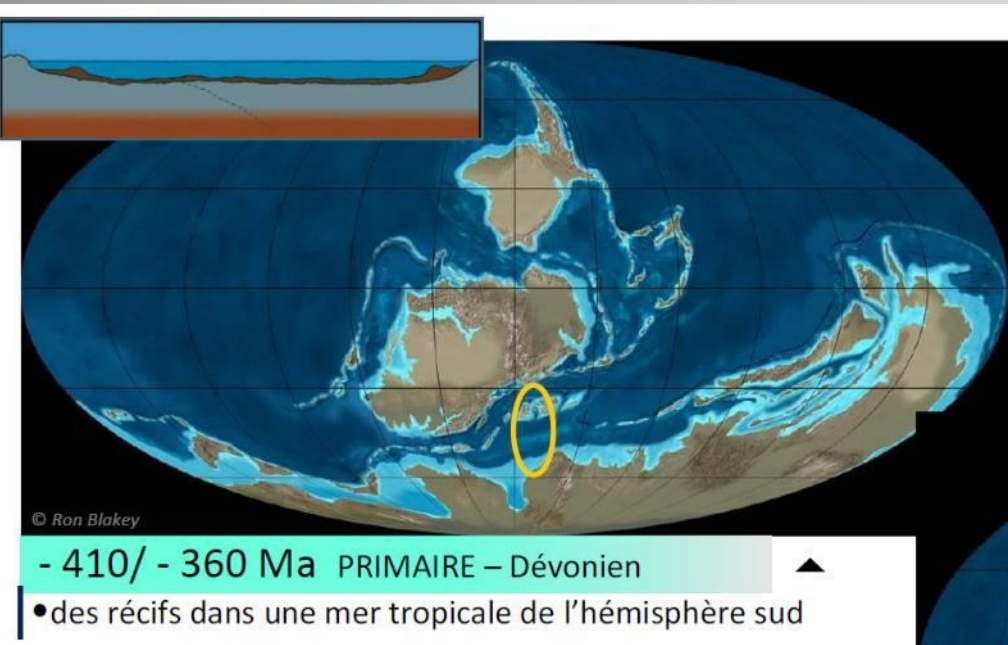 © Ron Blakey
- 410/ - 360 Ma PRIMAIRE – Dévonien
•des récifs dans une mer tropicale de l'hémisphère sud